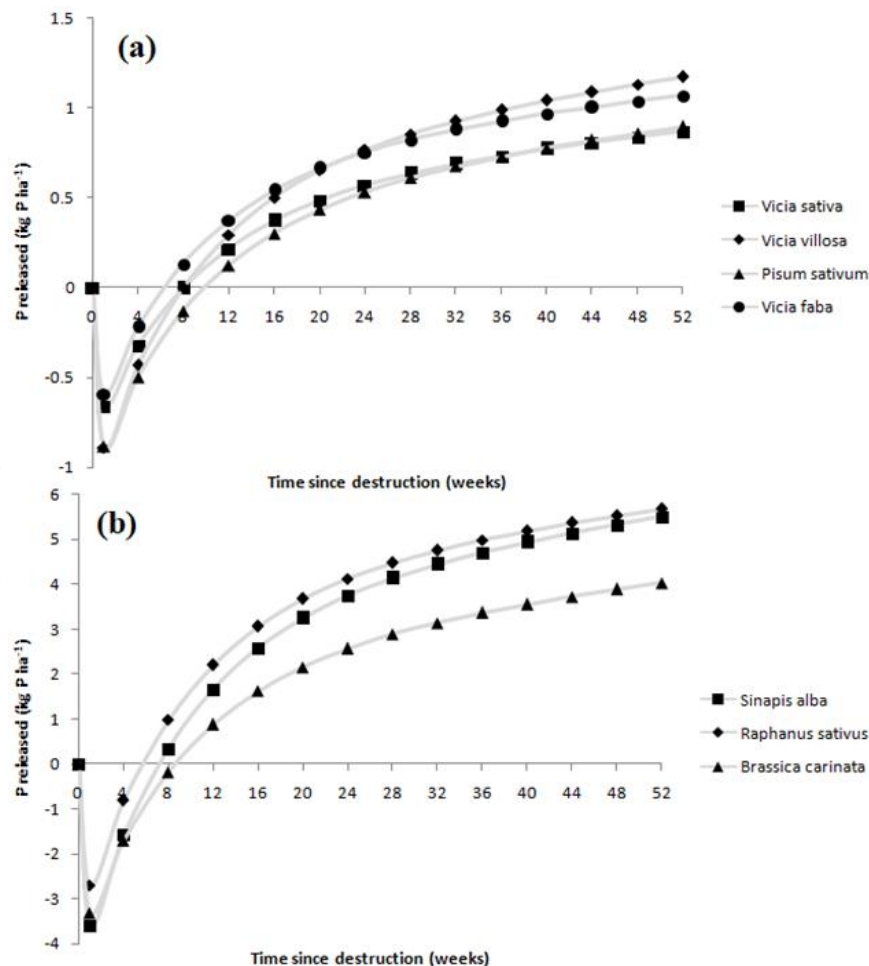 (a)
1.5
1
0.5
0
-0.5
-1
P released (kg P ha-1)
0 4 8 12 16 20 24 28 32 36 40 44 48 52
Time since destruction (weeks)
Vicia sativa
Vicia villosa
Pisum sativum
Vicia faba
(b)
6
5
4
3
2
1
0
-1
-2
-3
-4
P released (kg P ha-1)
0 4 8 12 16 20 24 28 32 36 40 44 48 52
Time since destruction (weeks)
Sinapis alba
Raphanus sativus
Brassica carinata